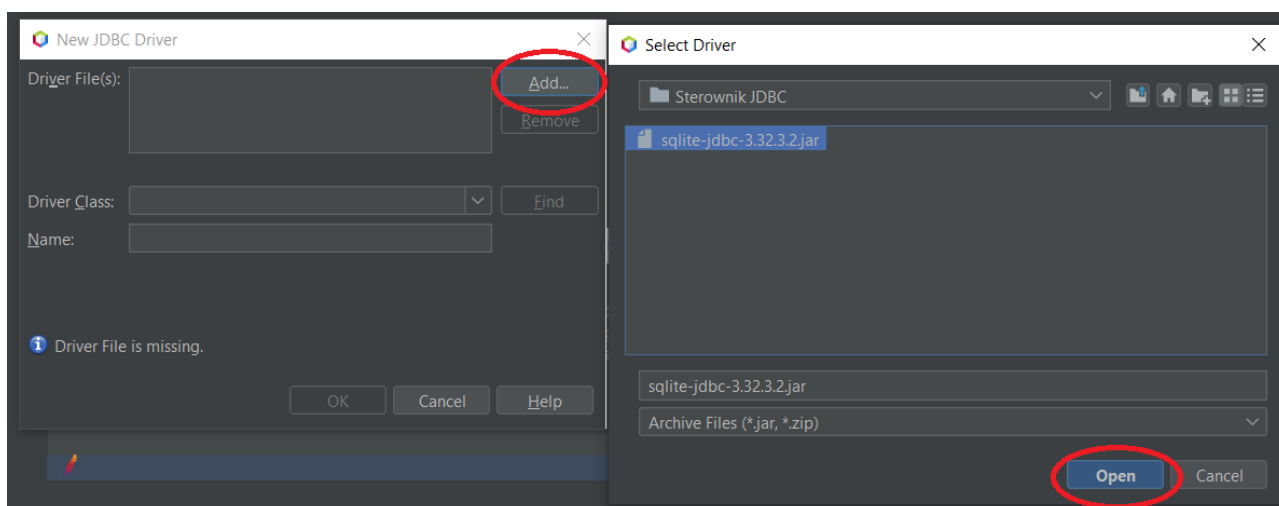 New JDBC Driver
Driver File(s):
Add...
Remove
Driver Class:
Find
Name:
Driver File is missing.
OK
Cancel
Help
Select Driver
Sterownik JDBC
sqlite-jdbc-3.32.3.2.jar
sqlite-jdbc-3.32.3.2.jar
Archive Files (*.jar, *.zip)
Open
Cancel